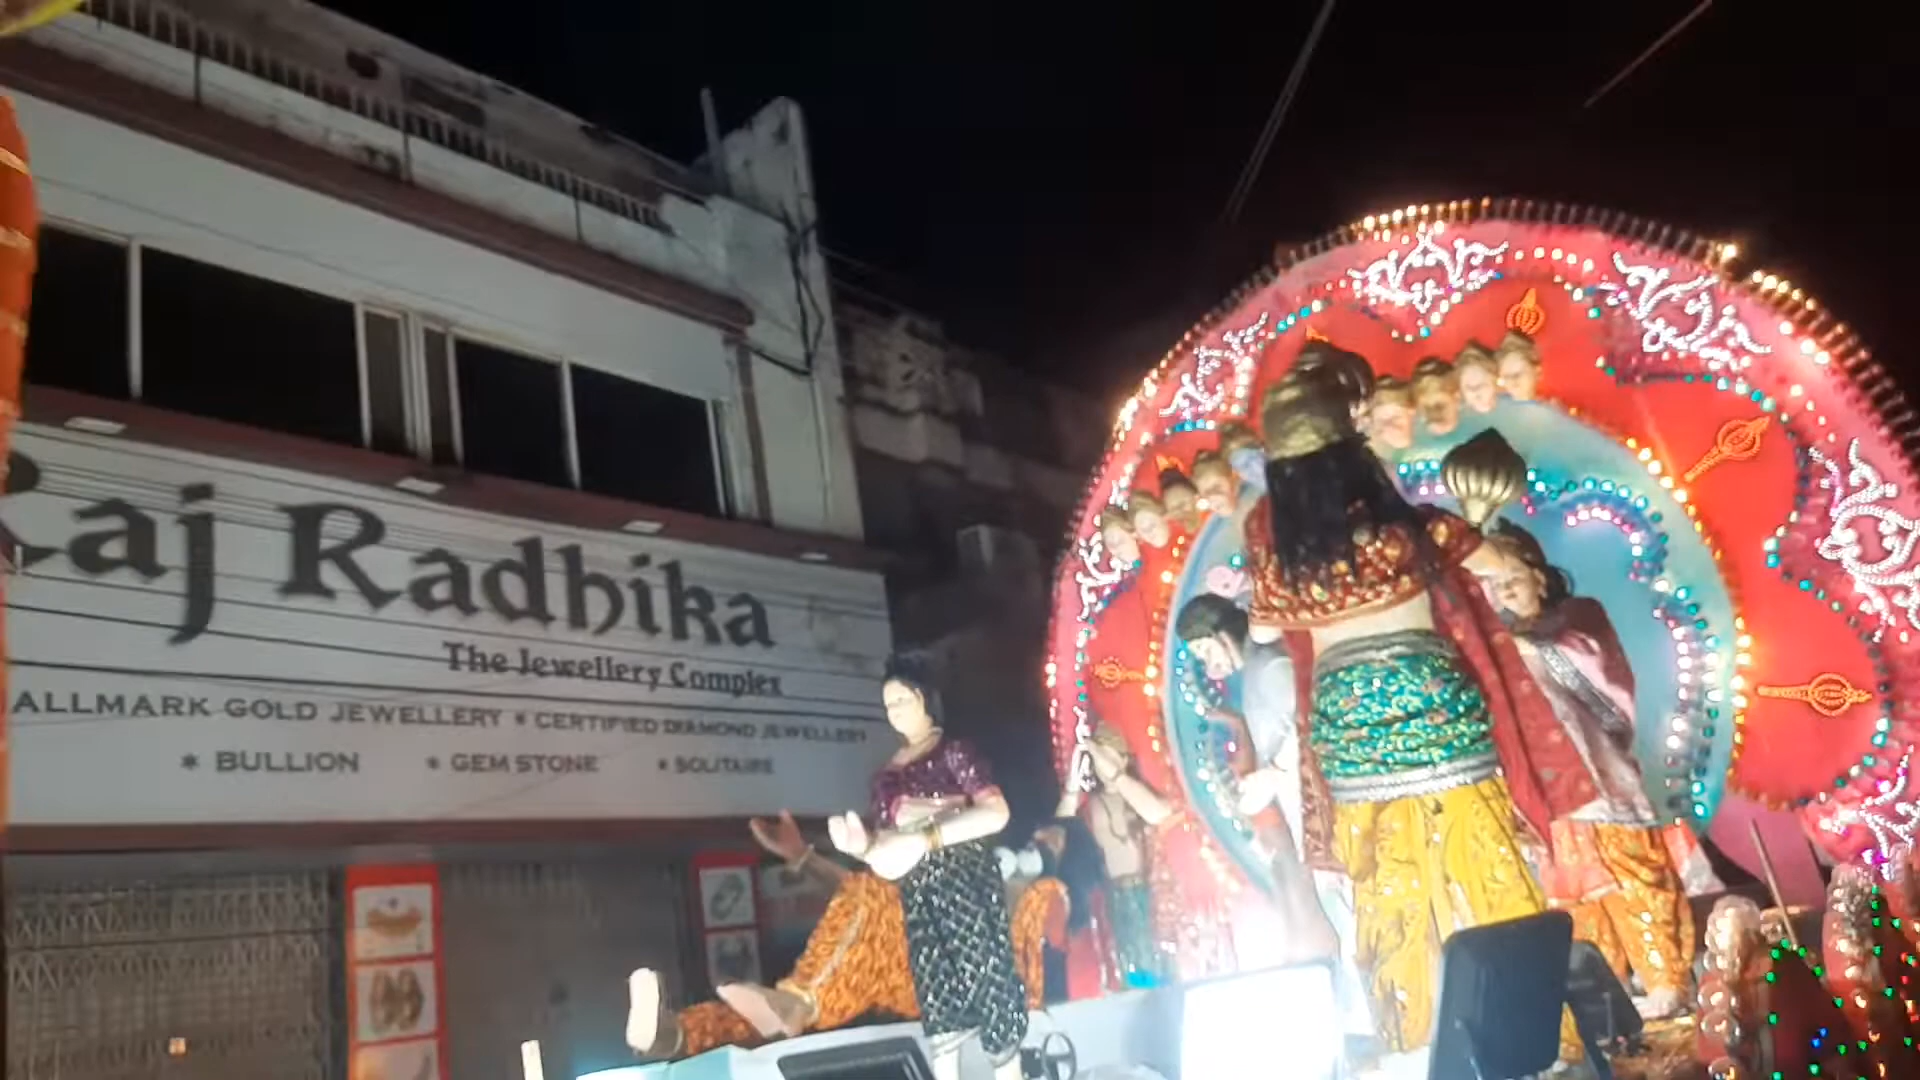 Raj Radhika
The Jewellery Complex
ALLMARK GOLD JEWELLERY * CERTIFIED DIAMOND JEWELLERY
* BULLION * GEM STONE * SOLITAIRE